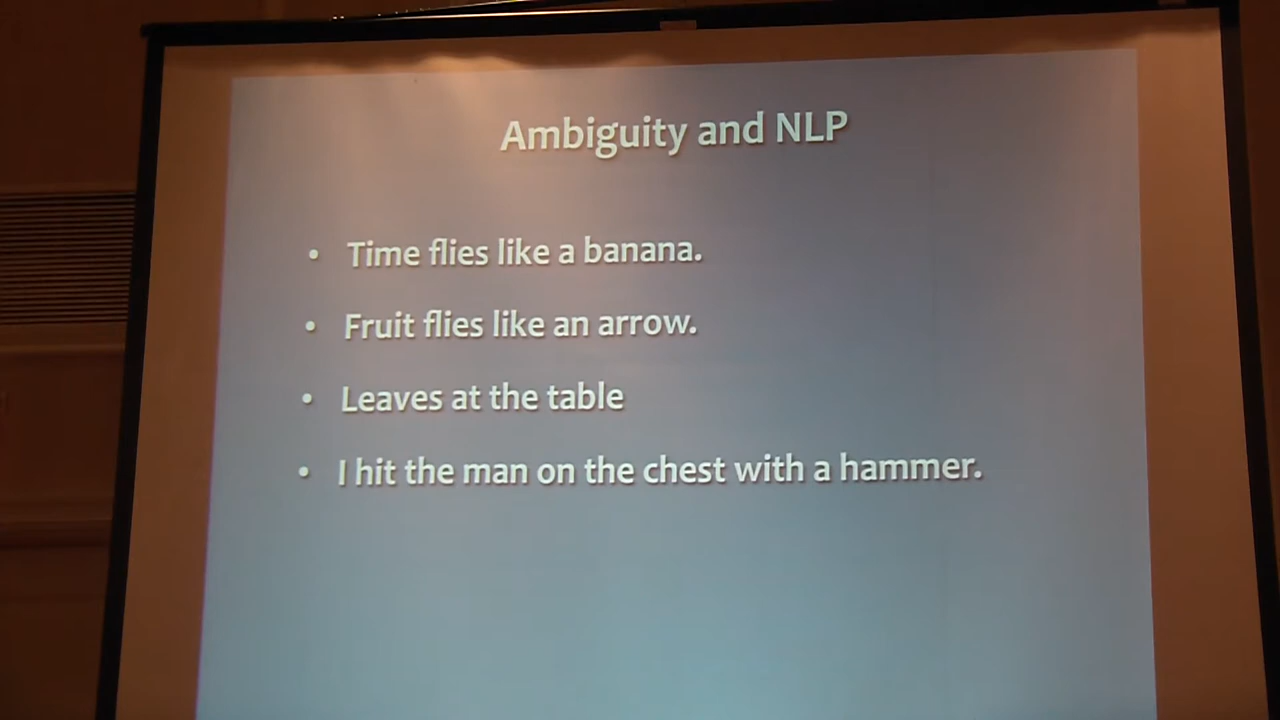 Ambiguity and NLP
• Time flies like a banana.
• Fruit flies like an arrow.
• Leaves at the table
• I hit the man on the chest with a hammer.